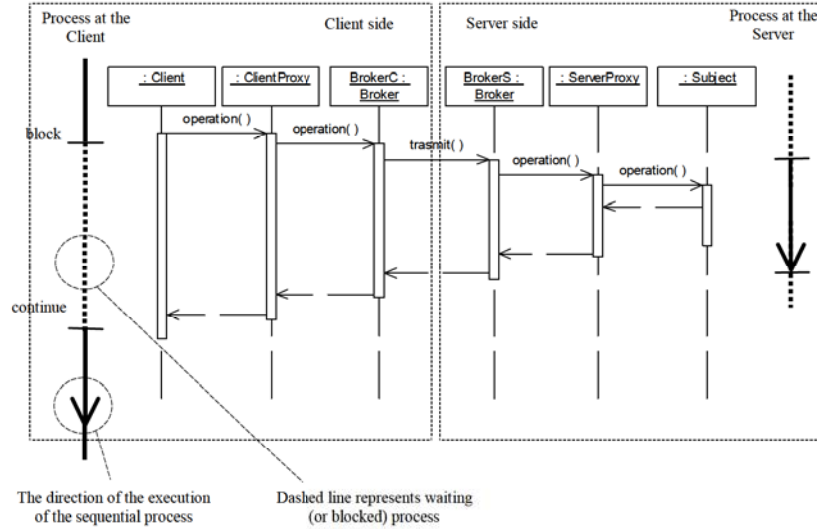 Process at the
Client
Client side
Server side
Process at the
Server
: Client
: ClientProxy
BrokerC :
Broker
BrokerS :
Broker
: ServerProxy
: Subject
operation( )
operation( )
block
trasmit( )
operation( )
operation( )
continue
The direction of the execution
of the sequential process
Dashed line represents waiting
(or blocked) process